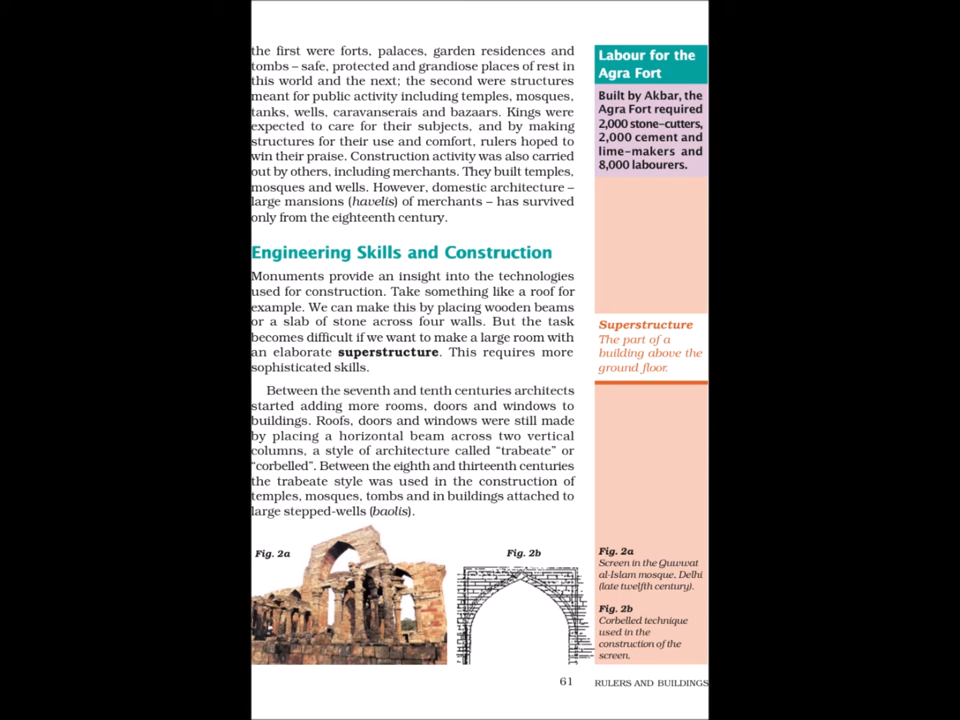 the first were forts, palaces, garden residences and
tombs – safe, protected and grandiose places of rest in
this world and the next; the second were structures
meant for public activity including temples, mosques,
tanks, wells, caravanserais and bazaars. Kings were
expected to care for their subjects, and by making
structures for their use and comfort, rulers hoped to
win their praise. Construction activity was also carried
out by others, including merchants. They built temples,
mosques and wells. However, domestic architecture –
large mansions (havelis) of merchants – has survived
only from the eighteenth century.
Engineering Skills and Construction
Monuments provide an insight into the technologies
used for construction. Take something like a roof for
example. We can make this by placing wooden beams
or a slab of stone across four walls. But the task
becomes difficult if we want to make a large room with
an elaborate superstructure. This requires more
sophisticated skills.
Between the seventh and tenth centuries architects
started adding more rooms, doors and windows to
buildings. Roofs, doors and windows were still made
by placing a horizontal beam across two vertical
columns, a style of architecture called “trabeate” or
“corbelled”. Between the eighth and thirteenth centuries
the trabeate style was used in the construction of
temples, mosques, tombs and in buildings attached to
large stepped-wells (baolis).
Fig. 2a
Fig. 2b
Labour for the
Agra Fort
Built by Akbar, the
Agra Fort required
2,000 stone-cutters,
2,000 cement and
lime-makers and
8,000 labourers.
Superstructure
The part of a
building above the
ground floor.
Fig. 2a
Screen in the Quwwat
al-Islam mosque, Delhi
(late twelfth century).
Fig. 2b
Corbelled technique
used in the
construction of the
screen.
61
RULERS AND BUILDINGS